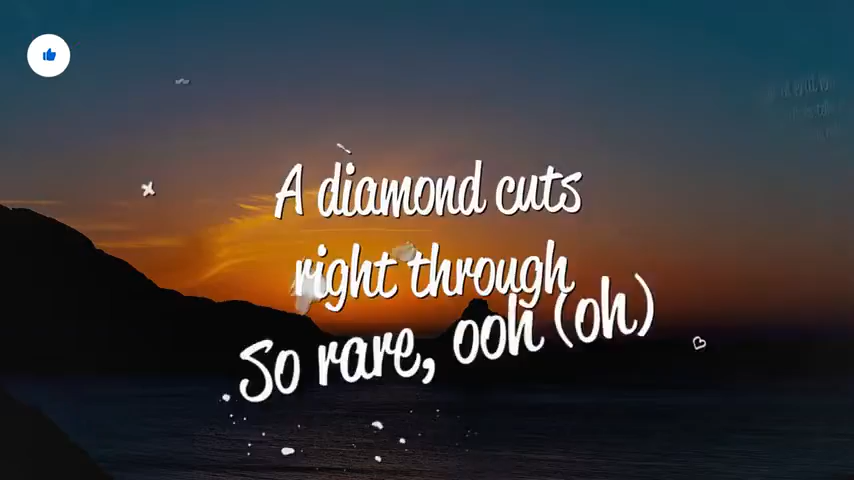 A diamond cuts
right through
So rare, ooh (oh)